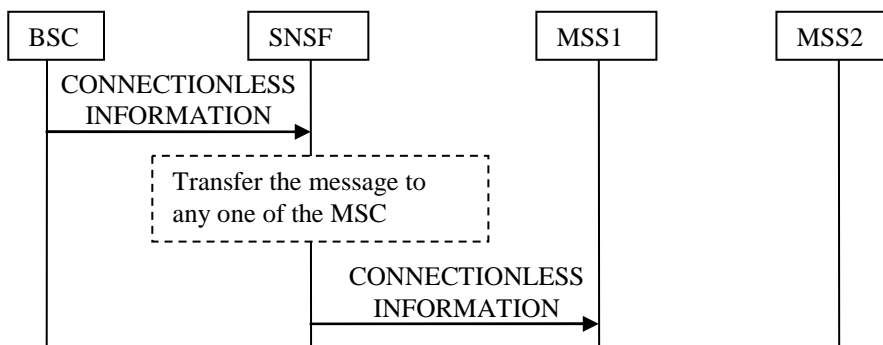 BSC
SNSF
MSS1
MSS2
CONNECTIONLESS
INFORMATION
Transfer the message to
any one of the MSC
CONNECTIONLESS
INFORMATION